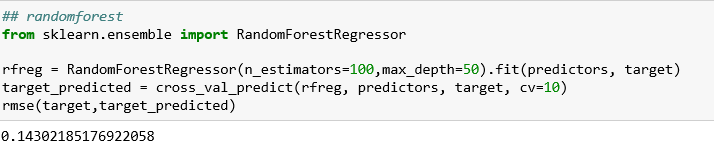 ## randomforest
from sklearn.ensemble import RandomForestRegressor
rfreg = RandomForestRegressor(n_estimators=100,max_depth=50).fit(predictors, target)
target_predicted = cross_val_predict(rfreg, predictors, target, cv=10)
rmse(target,target_predicted)
0.14302185176922058